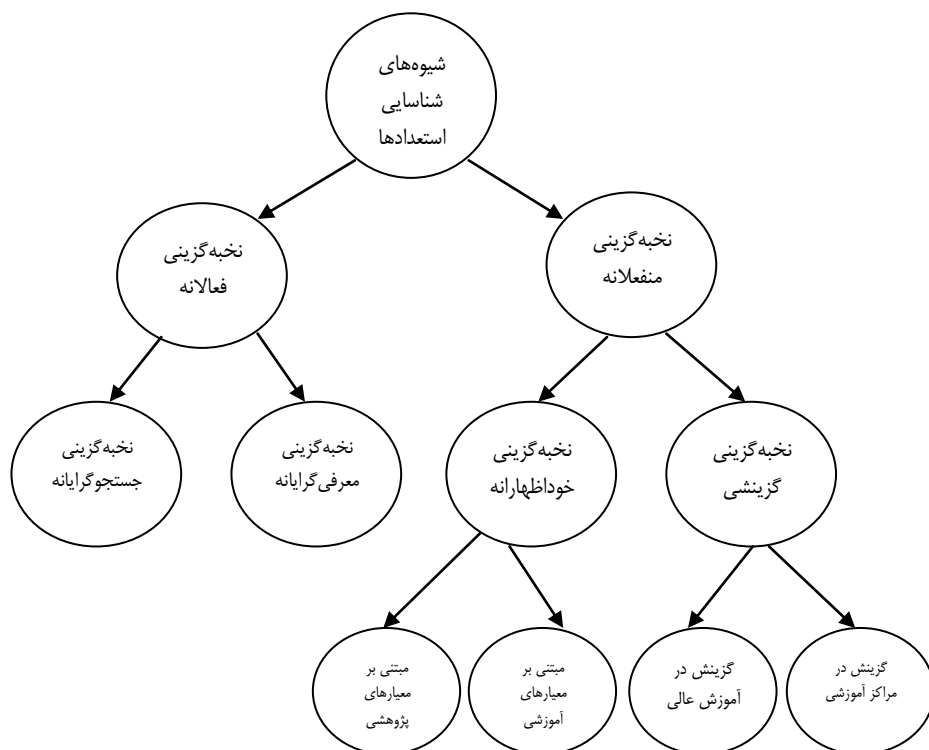 شیوه‌های
شناسایی
استعدادها
نخبه‌گزینی
منفعلانه
نخبه‌گزینی
فعالانه
نخبه‌گزینی
گزینشی
نخبه‌گزینی
خوداظهارانه
نخبه‌گزینی
معرفی‌گرایانه
نخبه‌گزینی
جستجوگرایانه
گزینش در
مراکز آموزشی
گزینش در
آموزش عالی
مبتنی بر
معیارهای
آموزشی
مبتنی بر
معیارهای
پژوهشی